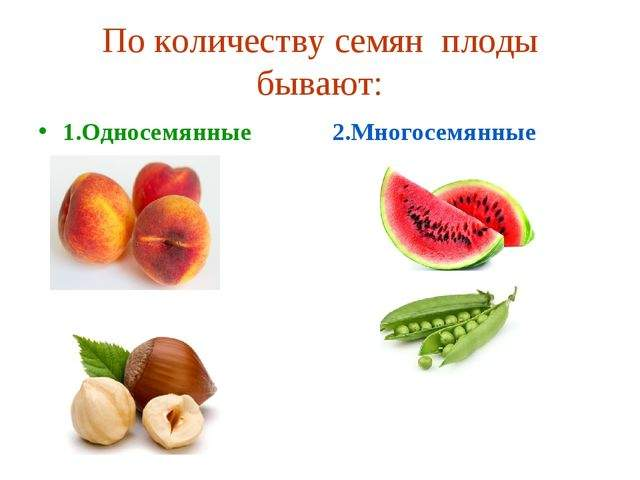 По количеству семян плоды
бывают:
• 1.Односемянные
2.Многосемянные